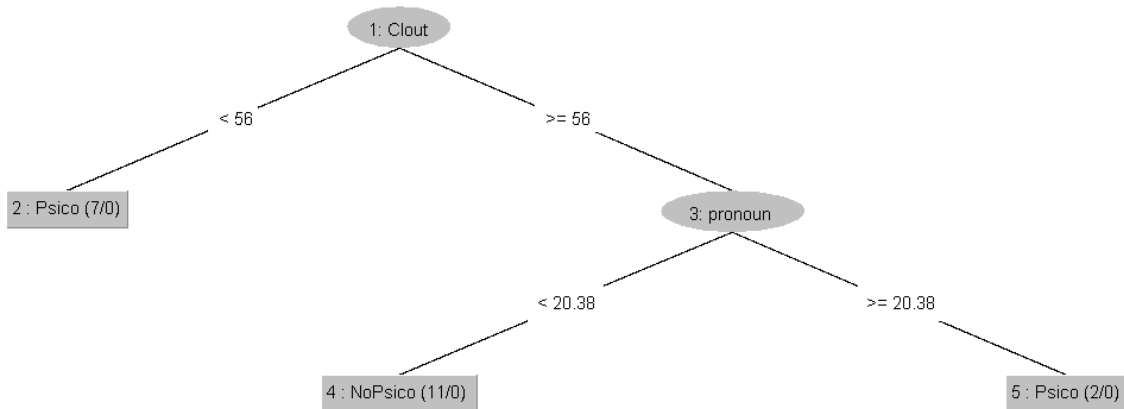 1: Clout
< 56
>= 56
2 : Psico (7/0)
3: pronoun
< 20.38
>= 20.38
4 : NoPsico (11/0)
5 : Psico (2/0)